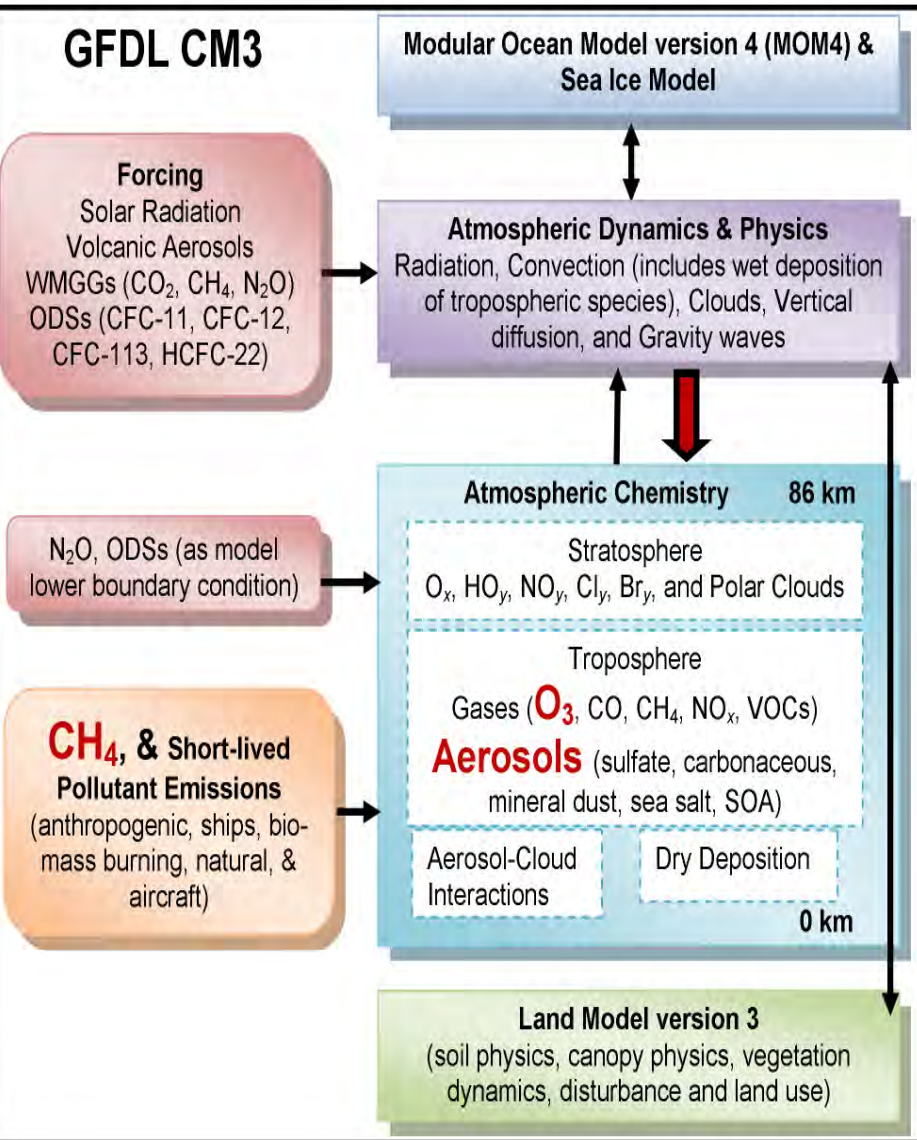 GFDL CM3
Modular Ocean Model version 4 (MOM4) &
Sea Ice Model
Forcing
Solar Radiation
Volcanic Aerosols
WMGGs (CO₂, CH₄, N₂O)
ODSs (CFC-11, CFC-12,
CFC-113, HCFC-22)
Atmospheric Dynamics & Physics
Radiation, Convection (includes wet deposition
of tropospheric species), Clouds, Vertical
diffusion, and Gravity waves
N₂O, ODSs (as model
lower boundary condition)
Atmospheric Chemistry 86 km
Stratosphere
Oₓ, HOy, NOy, Cly, Bry, and Polar Clouds
Troposphere
Gases (O₃, CO, CH₄, NOₓ, VOCs)
Aerosols (sulfate, carbonaceous,
mineral dust, sea salt, SOA)
Aerosol-Cloud
Interactions
Dry Deposition
0 km
CH₄, & Short-lived
Pollutant Emissions
(anthropogenic, ships, bio-
mass burning, natural, &
aircraft)
Land Model version 3
(soil physics, canopy physics, vegetation
dynamics, disturbance and land use)